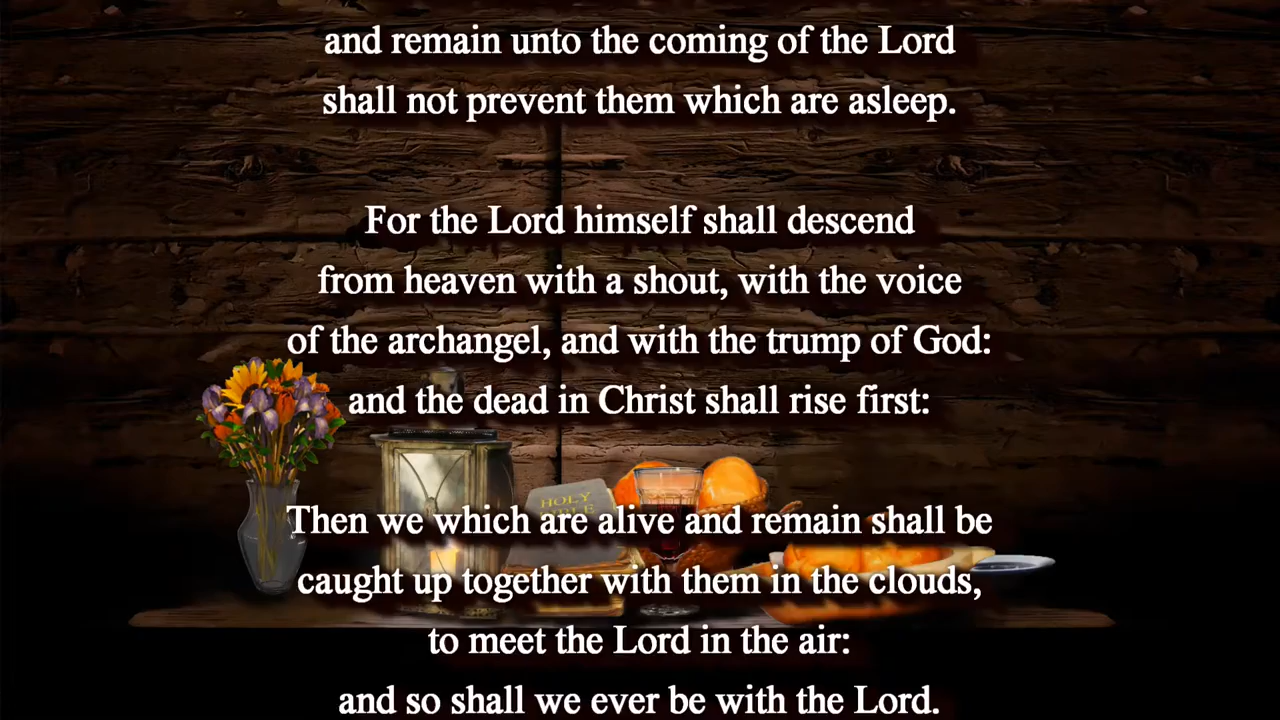 and remain unto the coming of the Lord
shall not prevent them which are asleep.
For the Lord himself shall descend
from heaven with a shout, with the voice
of the archangel, and with the trump of God:
and the dead in Christ shall rise first:
HOLY
Then we which are alive and remain shall be
caught up together with them in the clouds,
to meet the Lord in the air:
and so shall we ever be with the Lord.